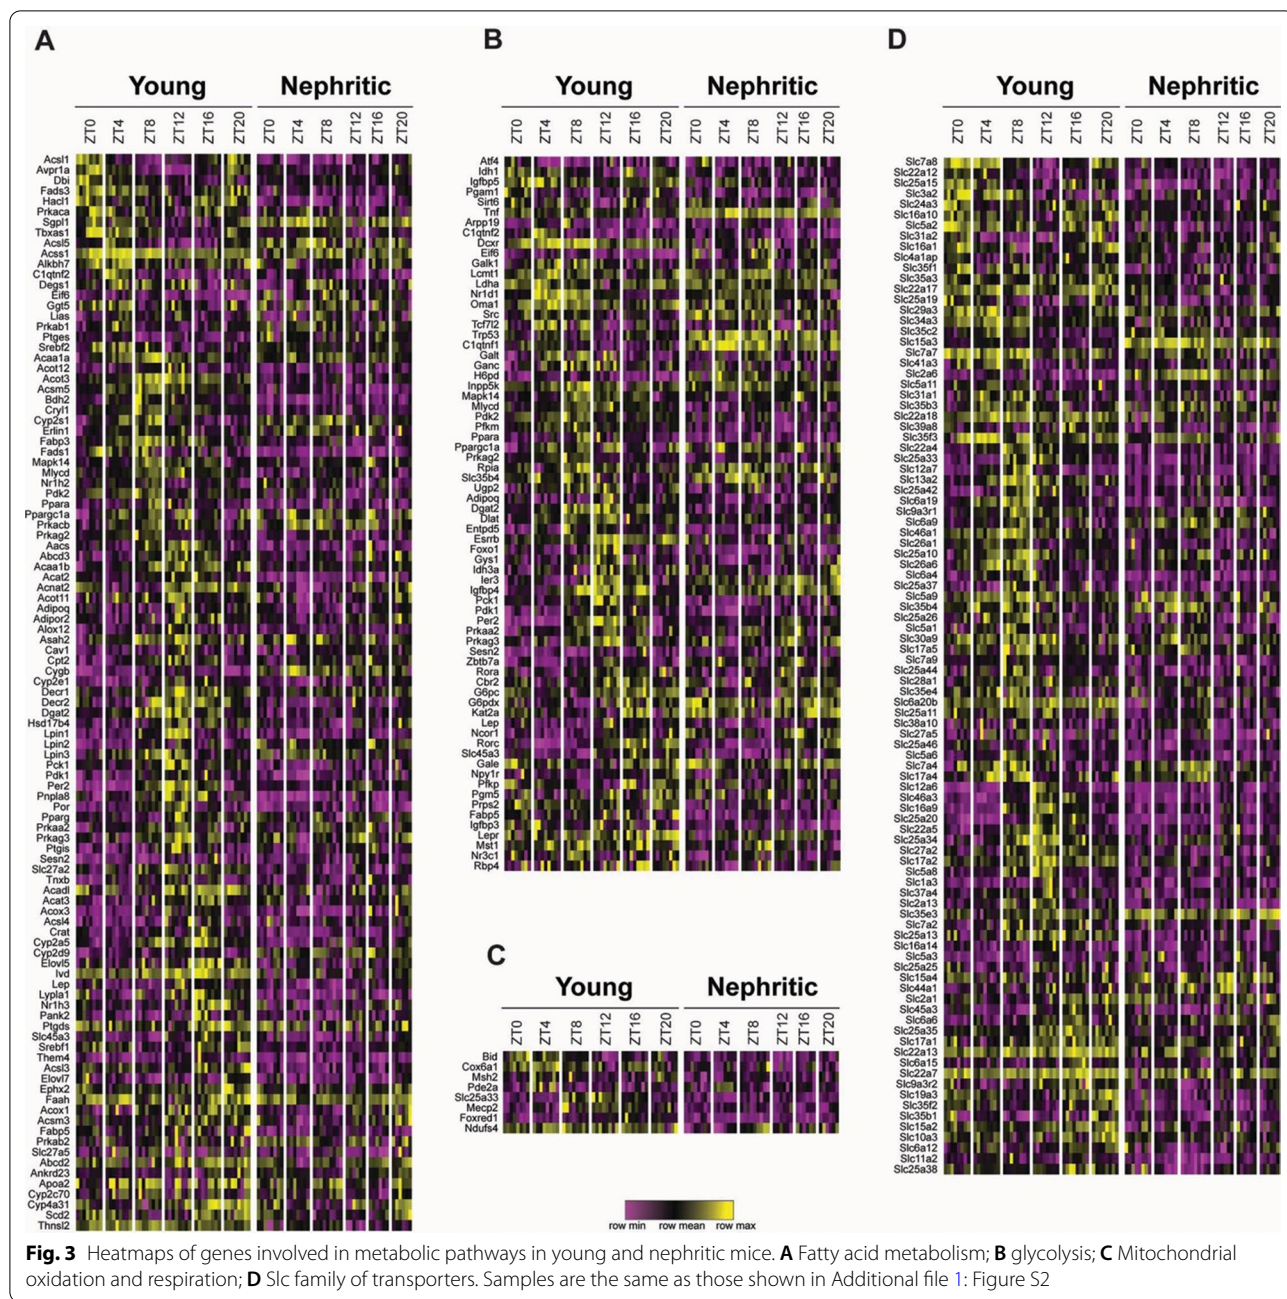 A
Young Nephritic
ZT0 ZT4 ZT8 ZT12 ZT16 ZT20 ZT0 ZT4 ZT8 ZT12 ZT16 ZT20
Acsl1
Avpr1a
Dbi
Fads3
Hacl1
Prkaca
Sgpl1
Tbxas1
Acsl5
Acss1
Alkbh7
C1qtnf2
Degs1
Eif6
Ggt5
Lias
Prkab1
Ptges
Srebf2
Acaa1a
Acot12
Acot3
Acsm5
Bdh2
Cryl1
Cyp2s1
Erlin1
Fabp3
Fads1
Mapk14
Mlycd
Nr1h2
Pdk2
Ppara
Ppargc1a
Prkacb
Prkag2
Aacs
Abcd3
Acaa1b
Acat2
Acnat2
Acot11
Adipoq
Adipor2
Alox12
Asah2
Cav1
Cpt2
Cygb
Cyp2e1
Decr1
Decr2
Dgat2
Hsd17b4
Lpin1
Lpin2
Lpin3
Pck1
Pdk1
Per2
Pnpla8
Por
Pparg
Prkaa2
Prkag3
Ptgis
Sesn2
Slc27a2
Tnxb
Acadl
Acat3
Acox3
Acsl4
Crat
Cyp2a5
Cyp2d9
Elovl5
Ivd
Lep
Lypla1
Nr1h3
Pank2
Ptgds
Slc45a3
Srebf1
Them4
Acsl3
Elovl7
Ephx2
Faah
Acox1
Acsm3
Fabp5
Prkab2
Slc27a5
Abcd2
Ankrd23
Apoa2
Cyp2c70
Cyp4a31
Scd2
Thnsl2
B
Young Nephritic
ZT0 ZT4 ZT8 ZT12 ZT16 ZT20 ZT0 ZT4 ZT8 ZT12 ZT16 ZT20
Atf4
Idh1
Igfbp5
Pgam1
Sirt6
Tnf
Arpp19
C1qtnf2
Dcxr
Eif6
Galk1
Lcmt1
Ldha
Nr1d1
Oma1
Src
Tcf7l2
Trp53
C1qtnf1
Galt
Ganc
H6pd
Inpp5k
Mapk14
Mlycd
Pdk2
Pfkm
Ppara
Ppargc1a
Prkag2
Rpia
Slc35b4
Ugp2
Adipoq
Dgat2
Dlat
Entpd5
Esrrb
Foxo1
Gys1
Idh3a
Ier3
Igfbp4
Pck1
Pdk1
Per2
Prkaa2
Prkag3
Sesn2
Zbtb7a
Rora
Cbr2
G6pc
G6pdx
Kat2a
Lep
Ncor1
Rorc
Slc45a3
Gale
Npy1r
Pfkp
Pgm5
Prps2
Fabp5
Igfbp3
Lepr
Mst1
Nr3c1
Rbp4
C
Young Nephritic
ZT0 ZT4 ZT8 ZT12 ZT16 ZT20 ZT0 ZT4 ZT8 ZT12 ZT16 ZT20
Bid
Cox6a1
Msh2
Pde2a
Slc25a33
Mecp2
Foxred1
Ndufs4
row min row mean row max
D
Young Nephritic
ZT0 ZT4 ZT8 ZT12 ZT16 ZT20 ZT0 ZT4 ZT8 ZT12 ZT16 ZT20
Slc7a8
Slc22a12
Slc25a15
Slc3a2
Slc24a3
Slc16a10
Slc5a2
Slc31a2
Slc16a1
Slc4a1ap
Slc35f1
Slc35a3
Slc22a17
Slc25a19
Slc29a3
Slc34a3
Slc35c2
Slc15a3
Slc7a7
Slc41a3
Slc2a6
Slc5a11
Slc31a1
Slc35b3
Slc22a18
Slc39a8
Slc35f3
Slc22a4
Slc25a33
Slc12a7
Slc13a2
Slc25a42
Slc6a19
Slc9a3r1
Slc6a9
Slc46a1
Slc26a1
Slc25a10
Slc26a6
Slc6a4
Slc25a37
Slc5a9
Slc35b4
Slc25a26
Slc5a1
Slc30a9
Slc17a5
Slc7a9
Slc25a44
Slc28a1
Slc35e4
Slc6a20b
Slc25a11
Slc38a10
Slc27a5
Slc25a46
Slc5a6
Slc7a4
Slc17a4
Slc12a6
Slc46a3
Slc16a9
Slc25a20
Slc22a5
Slc25a34
Slc27a2
Slc17a2
Slc5a8
Slc1a3
Slc37a4
Slc2a13
Slc35e3
Slc7a2
Slc25a13
Slc16a14
Slc5a3
Slc25a25
Slc15a4
Slc44a1
Slc2a1
Slc45a3
Slc6a6
Slc25a35
Slc17a1
Slc22a13
Slc6a15
Slc22a7
Slc9a3r2
Slc19a3
Slc35f2
Slc35b1
Slc15a2
Slc10a3
Slc6a12
Slc11a2
Slc25a38
Fig. 3 Heatmaps of genes involved in metabolic pathways in young and nephritic mice. A Fatty acid metabolism; B glycolysis; C Mitochondrial
oxidation and respiration; D Slc family of transporters. Samples are the same as those shown in Additional file 1: Figure S2